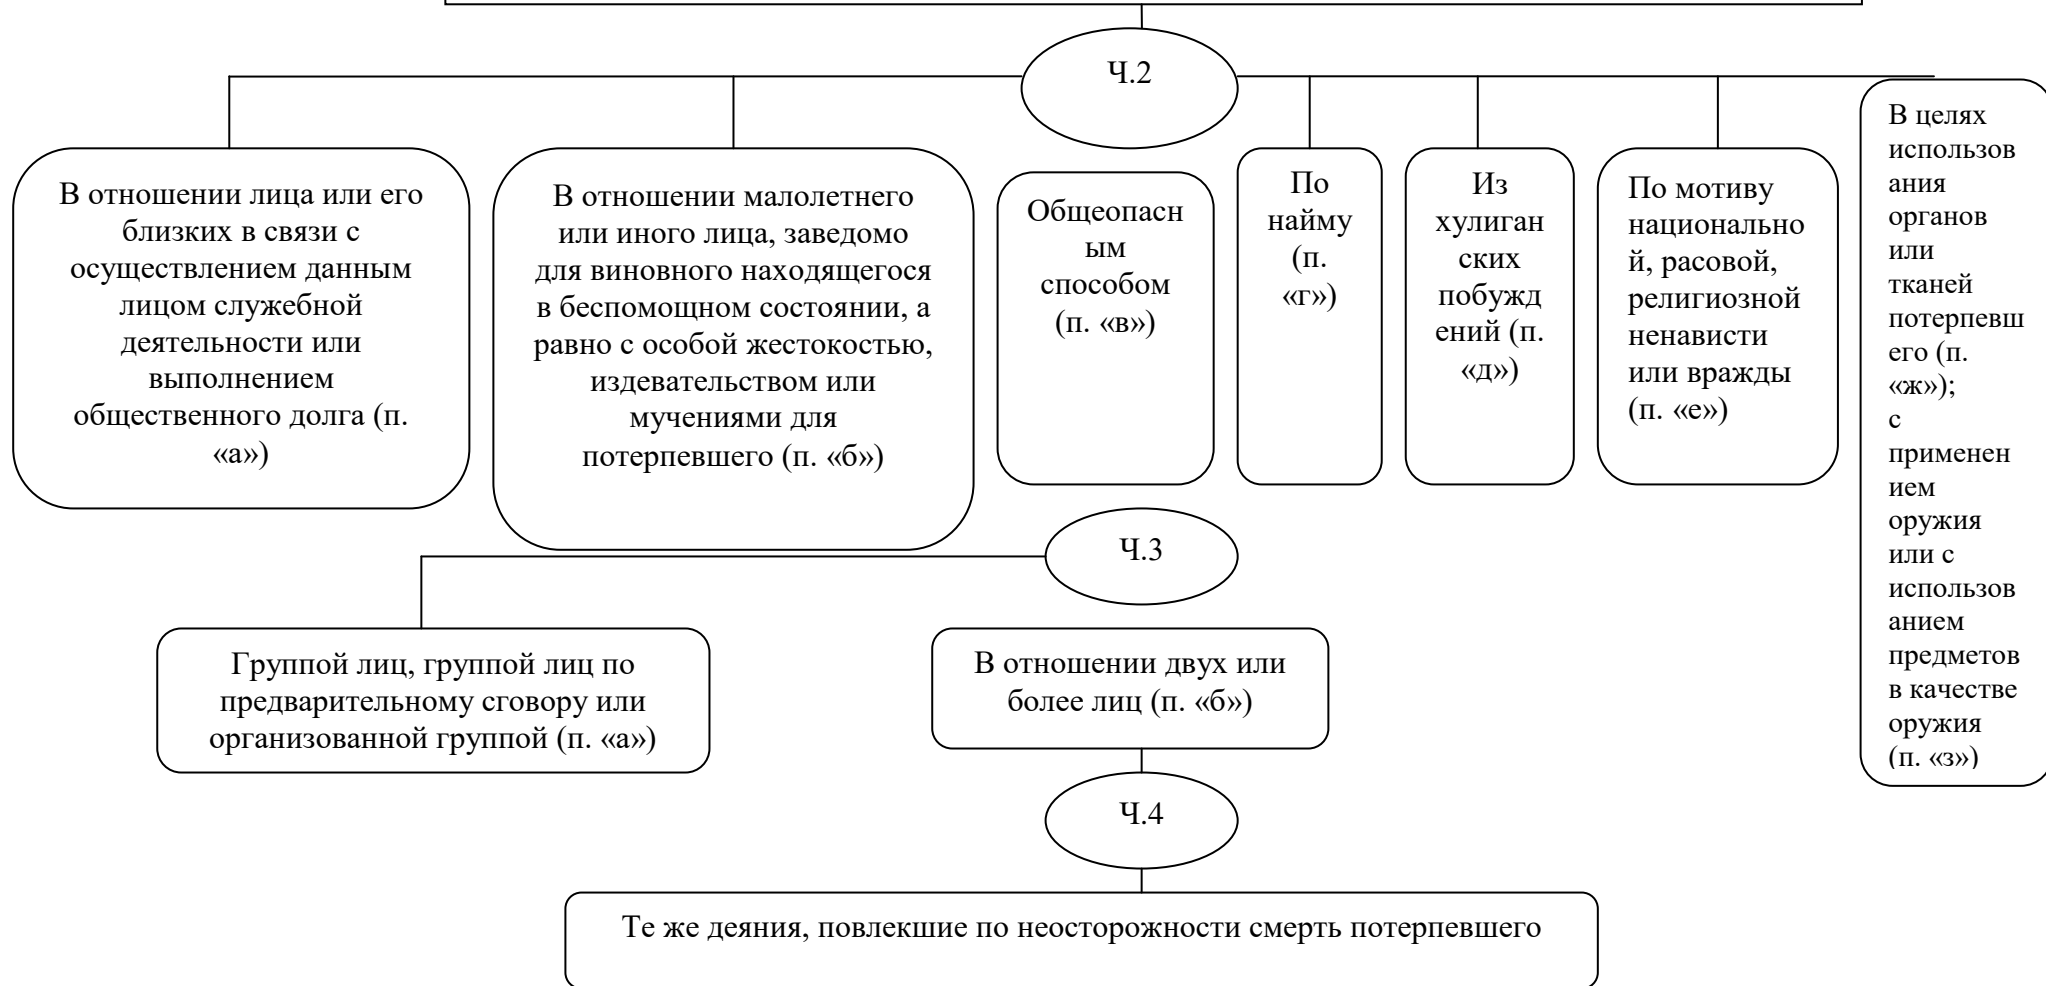 Ч.2
В отношении лица или его
близких в связи с
осуществлением данным
лицом служебной
деятельности или
выполнением
общественного долга (п.
«а»)
В отношении малолетнего
или иного лица, заведомо
для виновного находящегося
в беспомощном состоянии, а
равно с особой жестокостью,
издевательством или
мучениями для
потерпевшего (п. «б»)
Общеопасн
ым
способом
(п. «в»)
По
найму
(п.
«г»)
Из
хулиган
ских
побужд
ений (п.
«д»)
По мотиву
национально
й, расовой,
религиозной
ненависти
или вражды
(п. «е»)
В целях
использов
ания
органов
или
тканей
потерпевш
его (п.
«ж»);
с
применен
ием
оружия
или с
использов
анием
предметов
в качестве
оружия
(п. «з»)
Ч.3
Группой лиц, группой лиц по
предварительному сговору или
организованной группой (п. «а»)
В отношении двух или
более лиц (п. «б»)
Ч.4
Те же деяния, повлекшие по неосторожности смерть потерпевшего